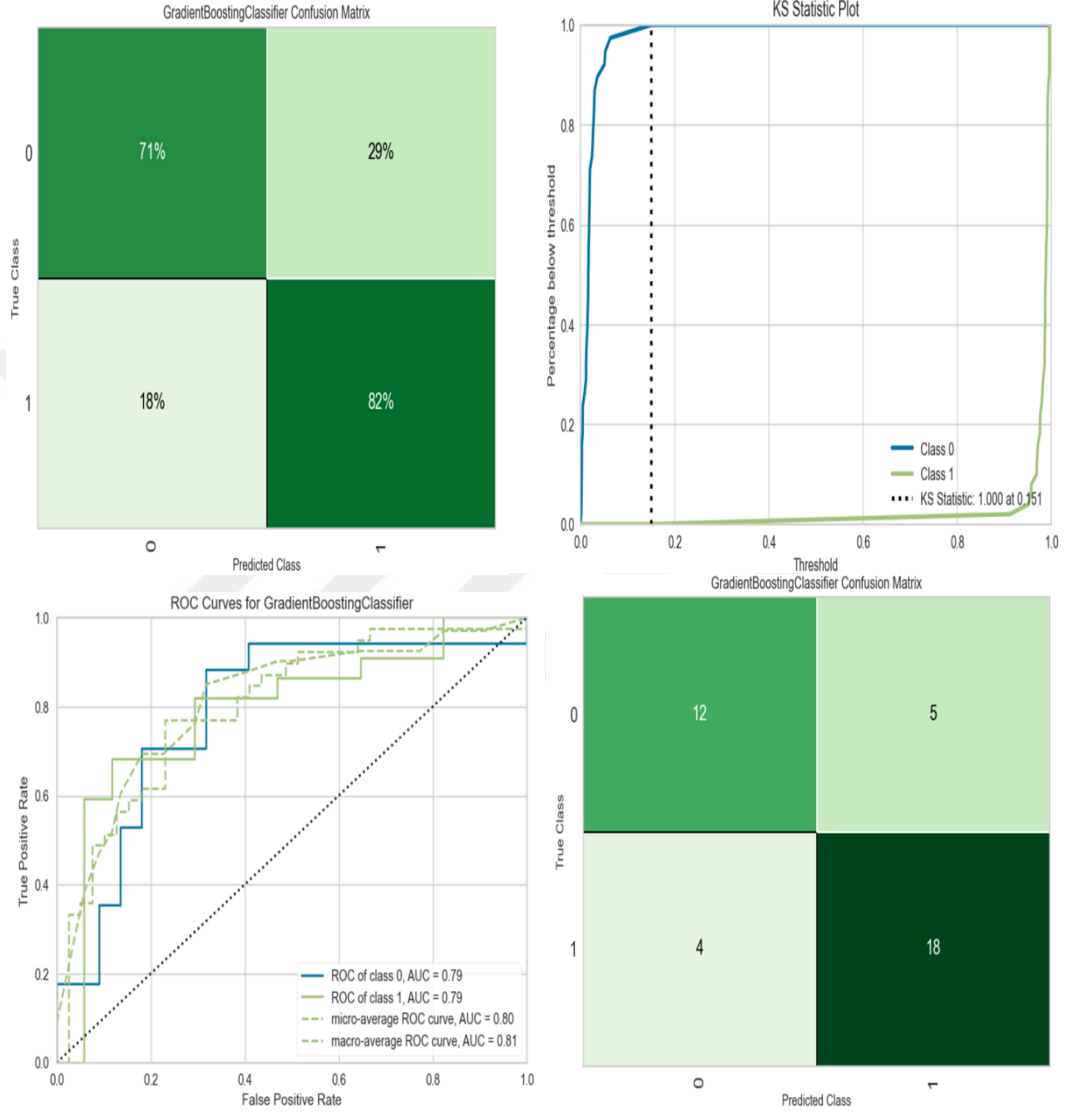 GradientBoostingClassifier Confusion Matrix
True Class
0
71%
29%
1
18%
82%
0
1
Predicted Class
KS Statistic Plot
Percentage below threshold
1.0
0.8
0.6
0.4
0.2
0.0
Class 0
Class 1
KS Statistic: 1.000 at 0.151
0.0 0.2 0.4 0.6 0.8 1.0
Threshold
ROC Curves for GradientBoostingClassifier
True Positive Rate
1.0
0.8
0.6
0.4
0.2
0.0
ROC of class 0, AUC = 0.79
ROC of class 1, AUC = 0.79
micro-average ROC curve, AUC = 0.80
macro-average ROC curve, AUC = 0.81
0.0 0.2 0.4 0.6 0.8 1.0
False Positive Rate
GradientBoostingClassifier Confusion Matrix
True Class
0
12
5
1
4
18
0
1
Predicted Class